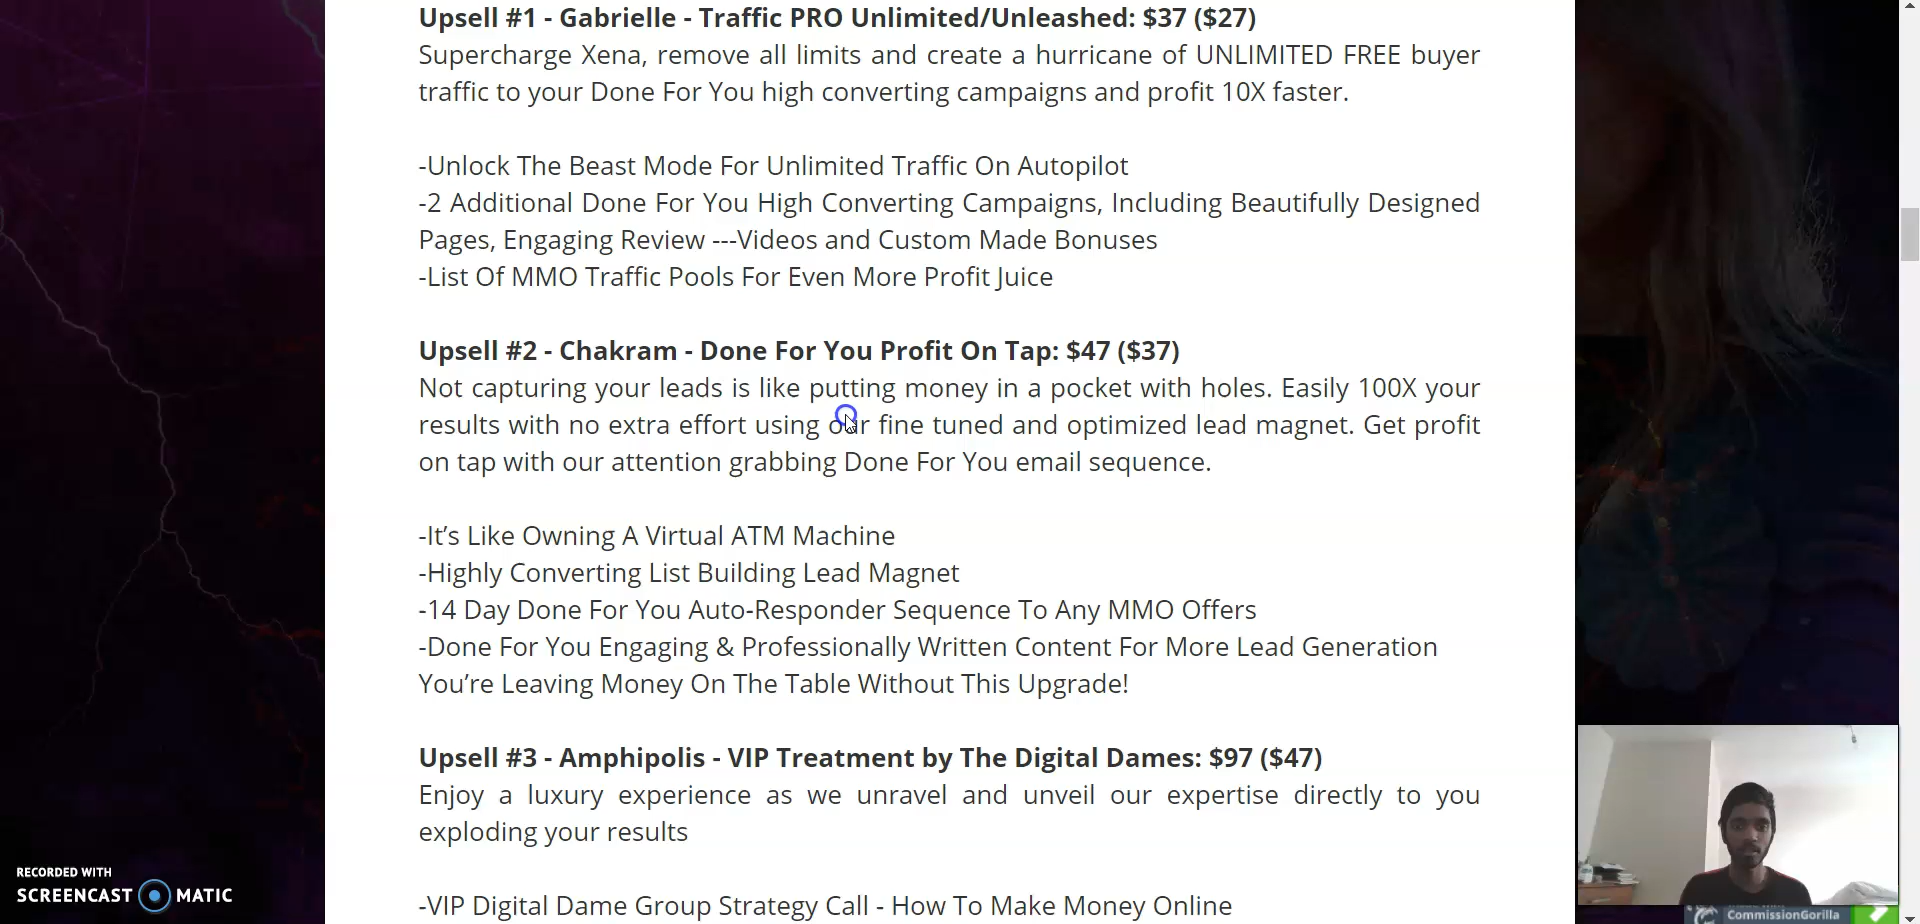 Upsell #1 - Gabrielle - Traffic PRO Unlimited/Unleashed: $37 ($27)
Supercharge Xena, remove all limits and create a hurricane of UNLIMITED FREE buyer
traffic to your Done For You high converting campaigns and profit 10X faster.
-Unlock The Beast Mode For Unlimited Traffic On Autopilot
-2 Additional Done For You High Converting Campaigns, Including Beautifully Designed
Pages, Engaging Review ---Videos and Custom Made Bonuses
-List Of MMO Traffic Pools For Even More Profit Juice
Upsell #2 - Chakram - Done For You Profit On Tap: $47 ($37)
Not capturing your leads is like putting money in a pocket with holes. Easily 100X your
results with no extra effort using our fine tuned and optimized lead magnet. Get profit
on tap with our attention grabbing Done For You email sequence.
-It’s Like Owning A Virtual ATM Machine
-Highly Converting List Building Lead Magnet
-14 Day Done For You Auto-Responder Sequence To Any MMO Offers
-Done For You Engaging & Professionally Written Content For More Lead Generation
You’re Leaving Money On The Table Without This Upgrade!
Upsell #3 - Amphipolis - VIP Treatment by The Digital Dames: $97 ($47)
Enjoy a luxury experience as we unravel and unveil our expertise directly to you
exploding your results
-VIP Digital Dame Group Strategy Call - How To Make Money Online
RECORDED WITH
SCREENCAST MATIC
CommissionGorilla